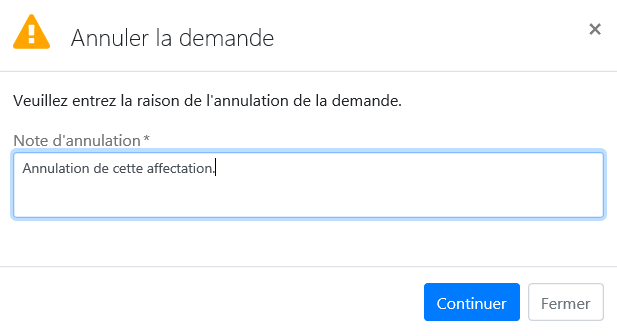 Annuler la demande
×
Veuillez entrez la raison de l'annulation de la demande.
Note d'annulation *
Annulation de cette affectation.
Continuer
Fermer